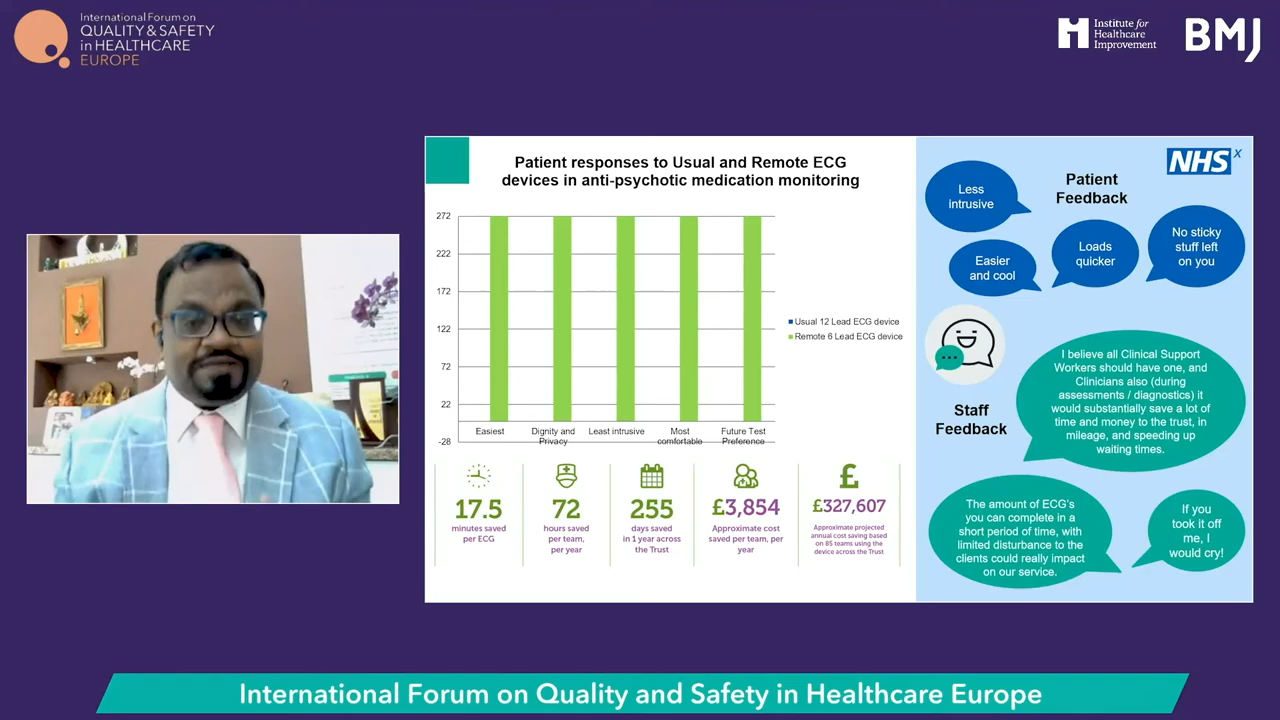 International Forum on
QUALITY & SAFETY
in HEALTHCARE
EUROPE
Institute for
Healthcare
Improvement
BMJ
Patient responses to Usual and Remote ECG
devices in anti-psychotic medication monitoring
272
222
172
122
72
22
-28
Easiest
Dignity and
Privacy
Least intrusive
Most
comfortable
Future Test
Preference
Usual 12 Lead ECG device
Remote 6 Lead ECG device
17.5
minutes saved
per ECG
72
hours saved
per team,
per year
255
days saved
in 1 year across
the Trust
£3,854
Approximate cost
saved per team, per
year
£
£327,607
Approximate projected
annual cost saving based
on 85 teams using the
device across the Trust
NHS x
Patient
Feedback
Less
intrusive
Easier
and cool
Loads
quicker
No sticky
stuff left
on you
Staff
Feedback
I believe all Clinical Support
Workers should have one, and
Clinicians also (during
assessments / diagnostics) it
would substantially save a lot of
time and money to the trust, in
mileage, and speeding up
waiting times.
The amount of ECG's
you can complete in a
short period of time, with
limited disturbance to the
clients could really impact
on our service.
If you
took it off
me, I
would cry!
International Forum on Quality and Safety in Healthcare Europe